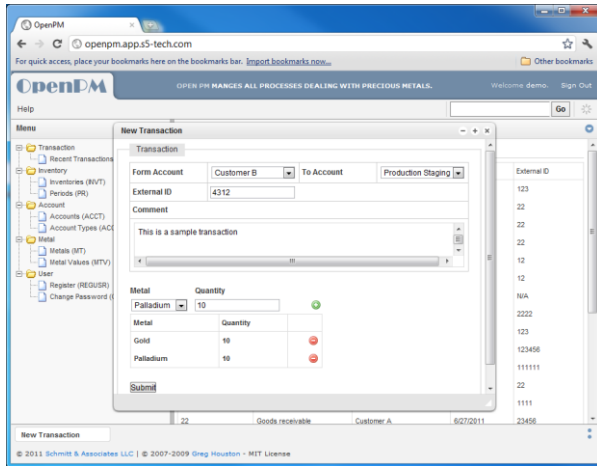 OpenPM
openpm.app.s5-tech.com
For quick access, place your bookmarks here on the bookmarks bar. Import bookmarks now... Other bookmarks
OpenPM OPEN PM MANGES ALL PROCESSES DEALING WITH PRECIOUS METALS. Welcome demo. Sign Out
Help Go
Menu
New Transaction
Transaction
Recent Transactions
Inventory
Inventories (INVT)
Periods (PR)
Account
Accounts (ACCT)
Account Types (ACC
Metal
Metals (MT)
Metal Values (MTV)
User
Register (REGUSR)
Change Password (
Transaction
Form Account Customer B To Account Production Staging
External ID 4312
Comment
This is a sample transaction
Metal Quantity
Palladium 10
Metal Quantity
Gold 10
Palladium 10
Submit
External ID
123
22
22
22
12
12
N/A
2222
123
123456
111111
22
1111
22 Goods receivable Customer A 6/27/2011 23456
New Transaction
© 2011 Schmitt & Associates LLC | © 2007-2009 Greg Houston - MIT License